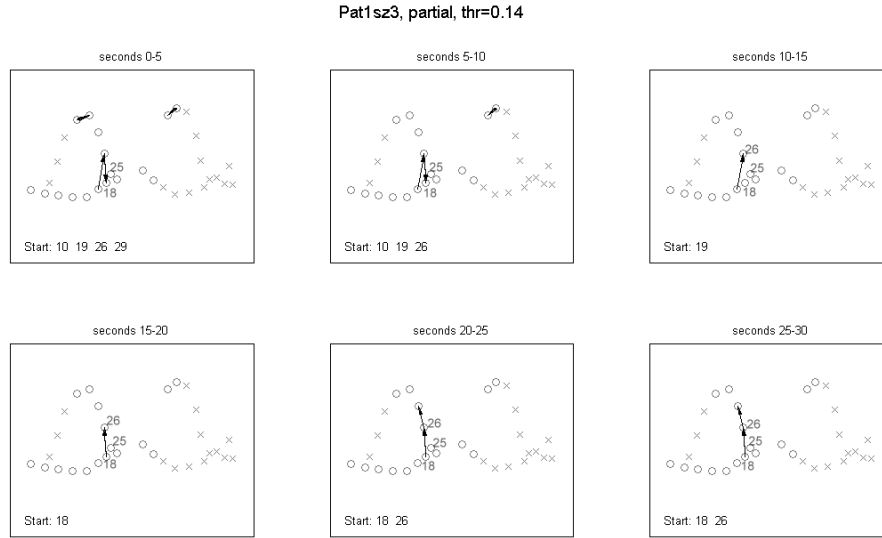 Pat1sz3, partial, thr=0.14
seconds 0-5
25
18
Start: 10 19 26 29
seconds 5-10
25
18
Start: 10 19 26
seconds 10-15
26
25
18
Start: 19
seconds 15-20
26
25
18
Start: 18
seconds 20-25
26
25
18
Start: 18 26
seconds 25-30
26
25
18
Start: 18 26